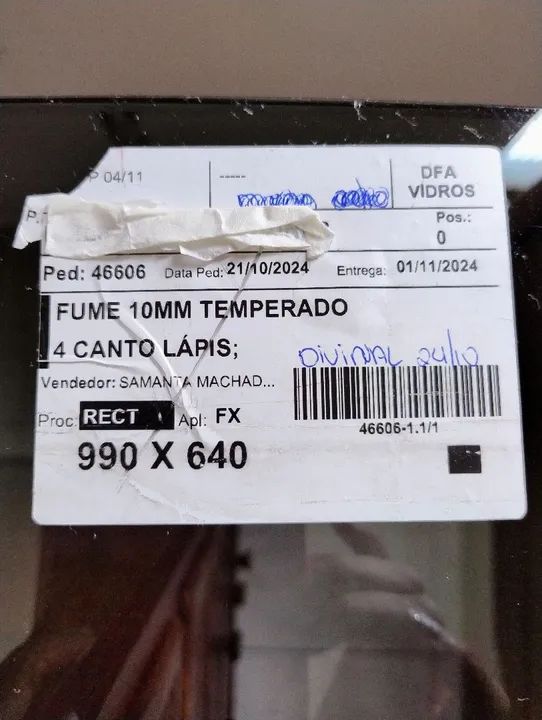 P 04/11
-----
DFA
VIDROS
P.
Pos.:
0
Ped: 46606
Data Ped: 21/10/2024
Entrega: 01/11/2024
FUME 10MM TEMPERADO
4 CANTO LÁPIS;
DIVINAL 24/10
Vendedor: SAMANTA MACHAD...
Proc: RECT Apl: FX
46606-1.1/1
990 X 640